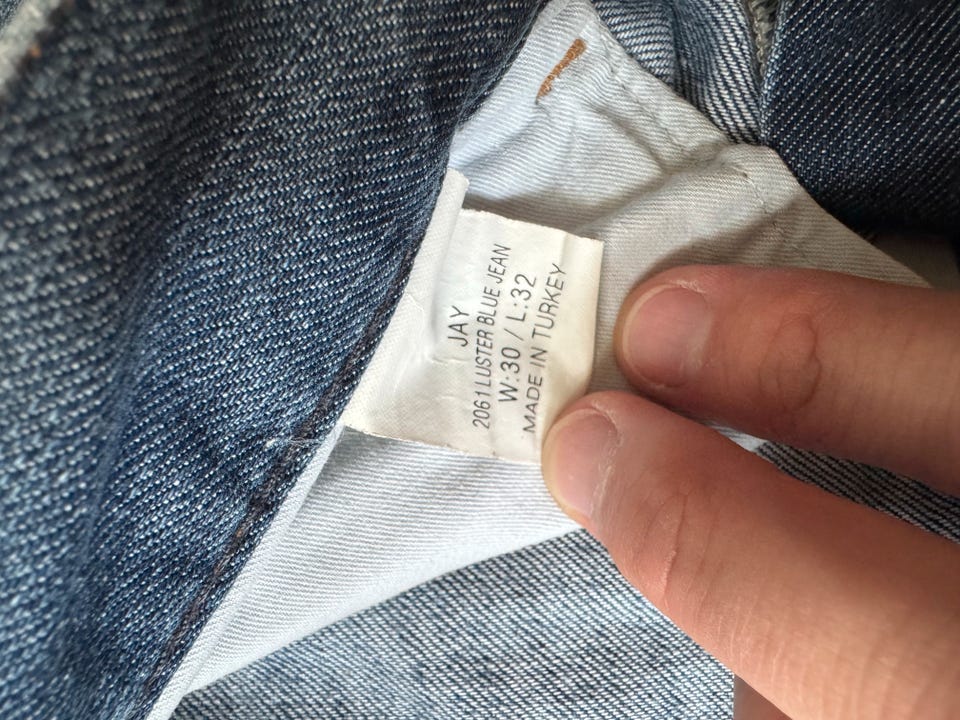 JAY
2061 LUSTER BLUE JEAN
W:30 / L:32
MADE IN TURKEY